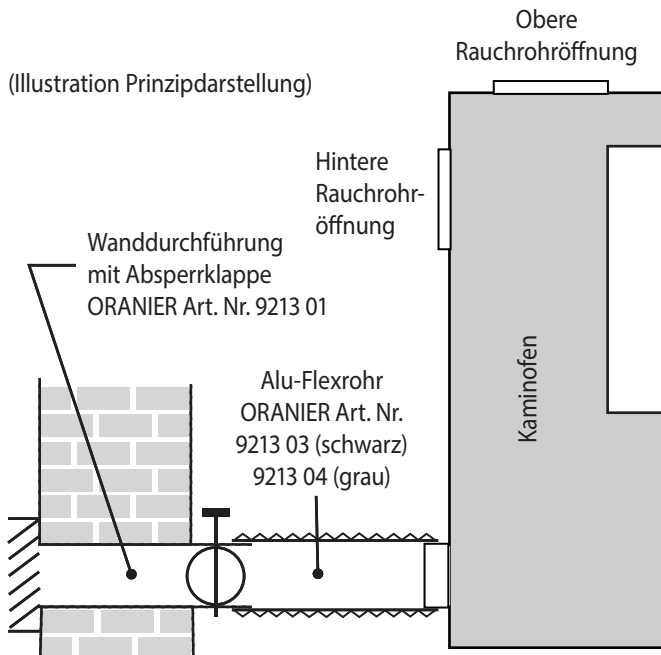 Obere
Rauchrohröffnung
(Illustration Prinzipdarstellung)
Hintere
Rauchrohr-
öffnung
Wanddurchführung
mit Absperrklappe
ORANIER Art. Nr. 9213 01
Alu-Flexrohr
ORANIER Art. Nr.
9213 03 (schwarz)
9213 04 (grau)
Kaminofen